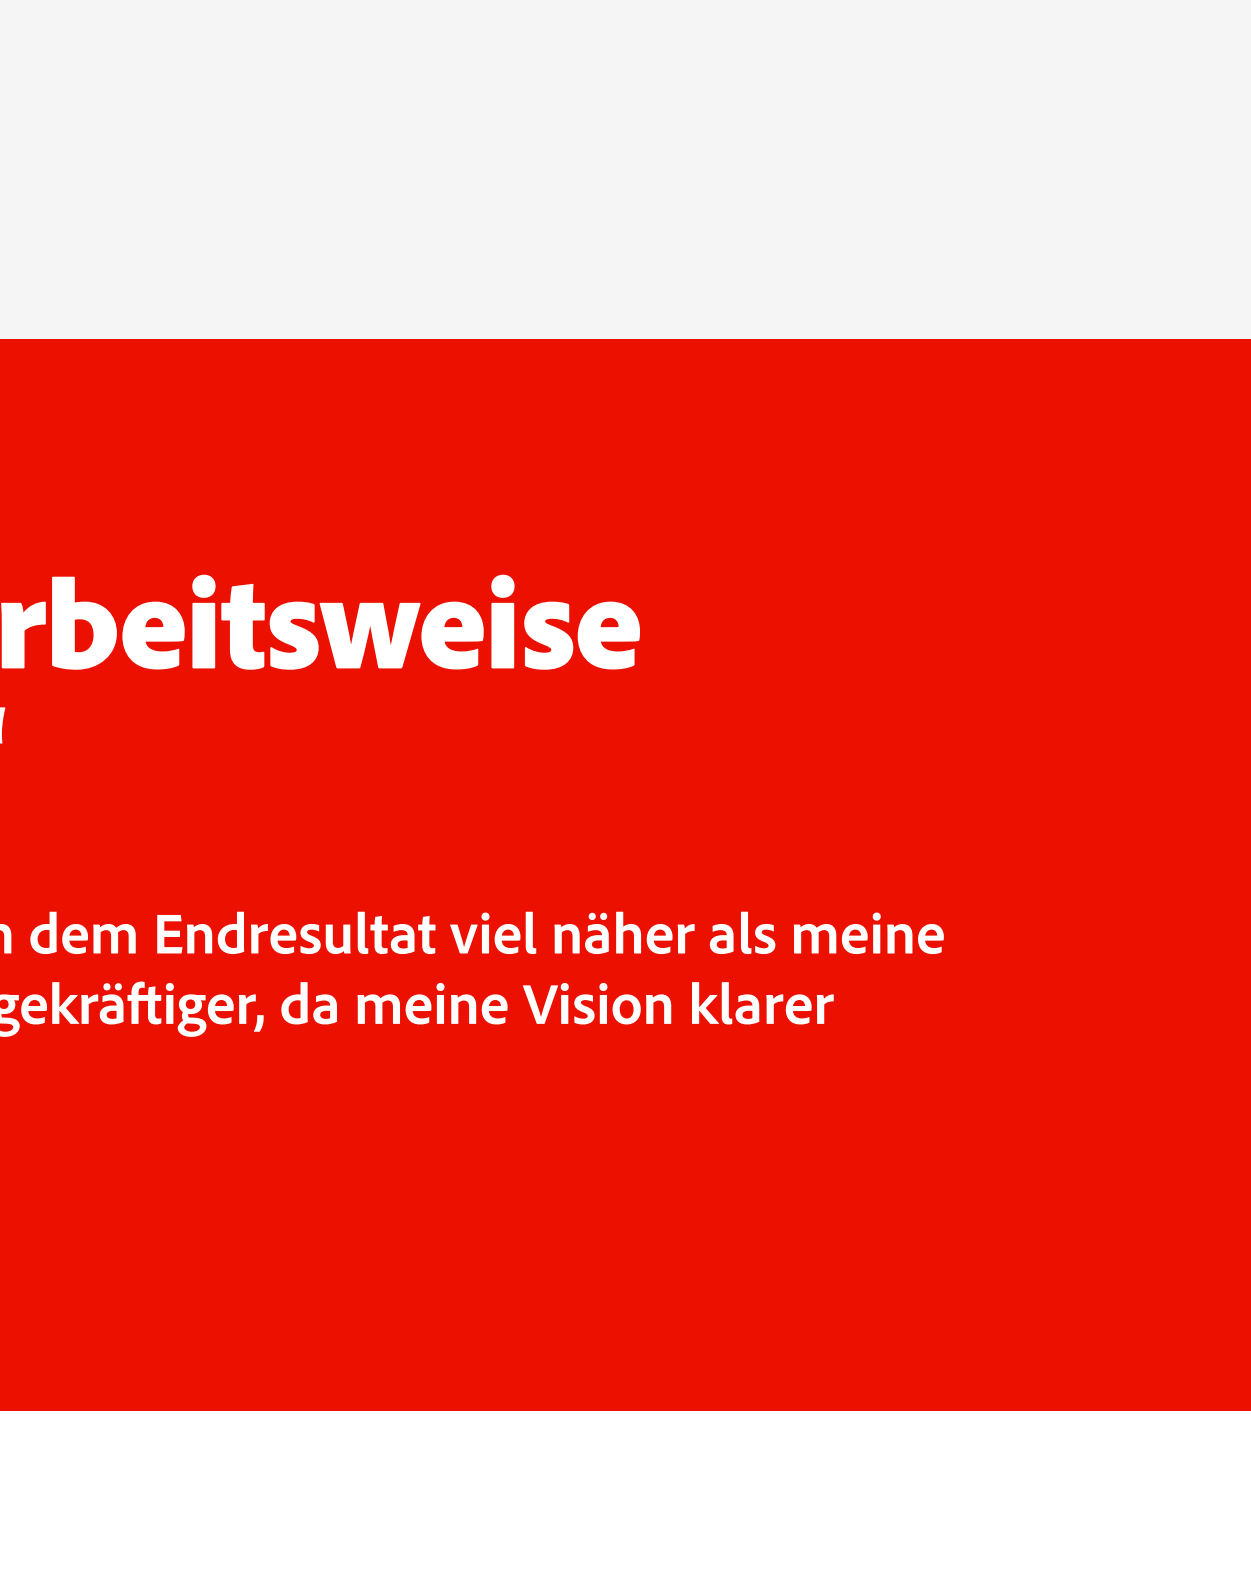 rbeitsweise
“
dem Endresultat viel näher als meine
gekräftiger, da meine Vision klarer